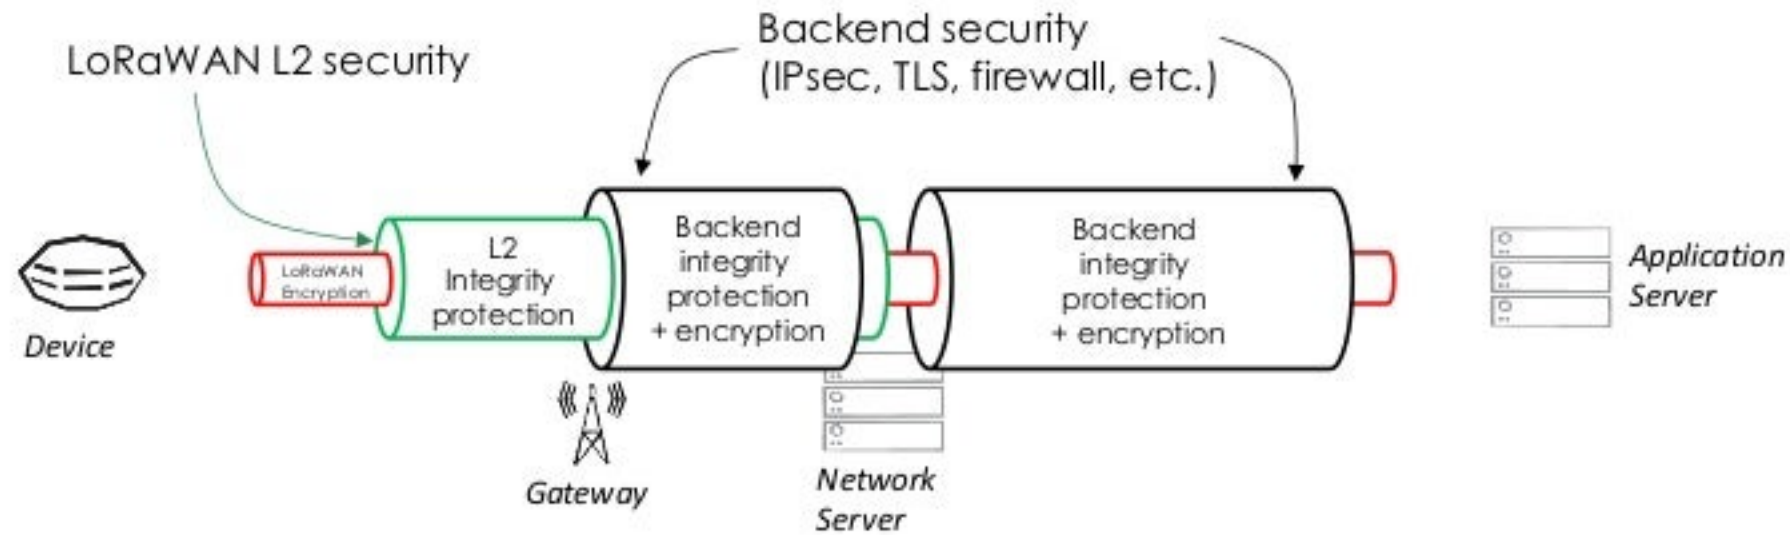 LoRaWAN L2 security
Backend security
(IPsec, TLS, firewall, etc.)
LoRaWAN
Encryption
L2
Integrity
protection
Backend
integrity
protection
+ encryption
Backend
integrity
protection
+ encryption
Device
Gateway
Network
Server
Application
Server